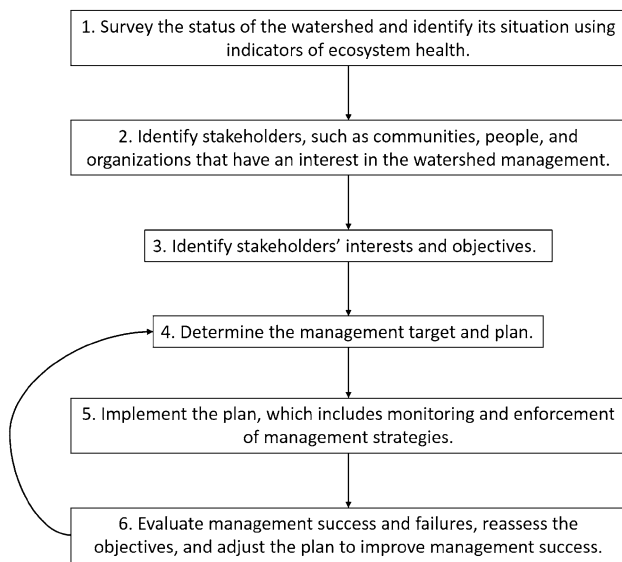 1. Survey the status of the watershed and identify its situation using
indicators of ecosystem health.
2. Identify stakeholders, such as communities, people, and
organizations that have an interest in the watershed management.
3. Identify stakeholders’ interests and objectives.
4. Determine the management target and plan.
5. Implement the plan, which includes monitoring and enforcement
of management strategies.
6. Evaluate management success and failures, reassess the
objectives, and adjust the plan to improve management success.